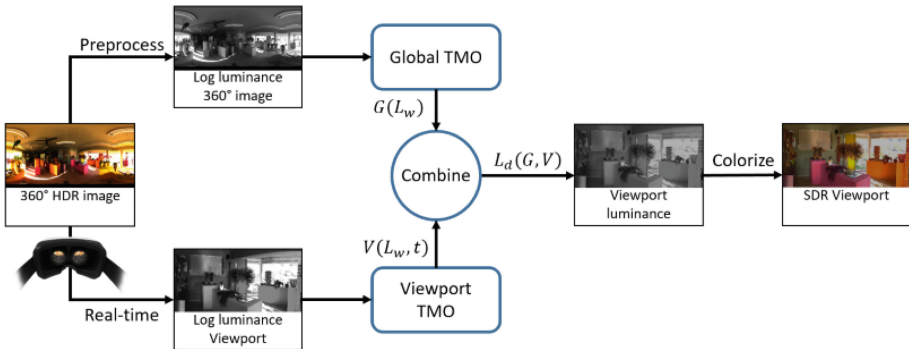 Preprocess
Log luminance
360° image
Global TMO
G(L_w)
360° HDR image
Combine
L_d(G, V)
Viewport
luminance
Colorize
SDR Viewport
V(L_w, t)
Real-time
Log luminance
Viewport
Viewport
TMO